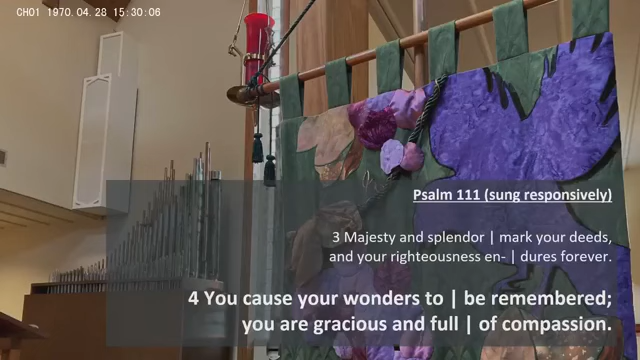 CH01 1970.04.28 15:30:06
Psalm 111 (sung responsively)
3 Majesty and splendor | mark your deeds,
and your righteousness en- | dures forever.
4 You cause your wonders to | be remembered;
you are gracious and full | of compassion.